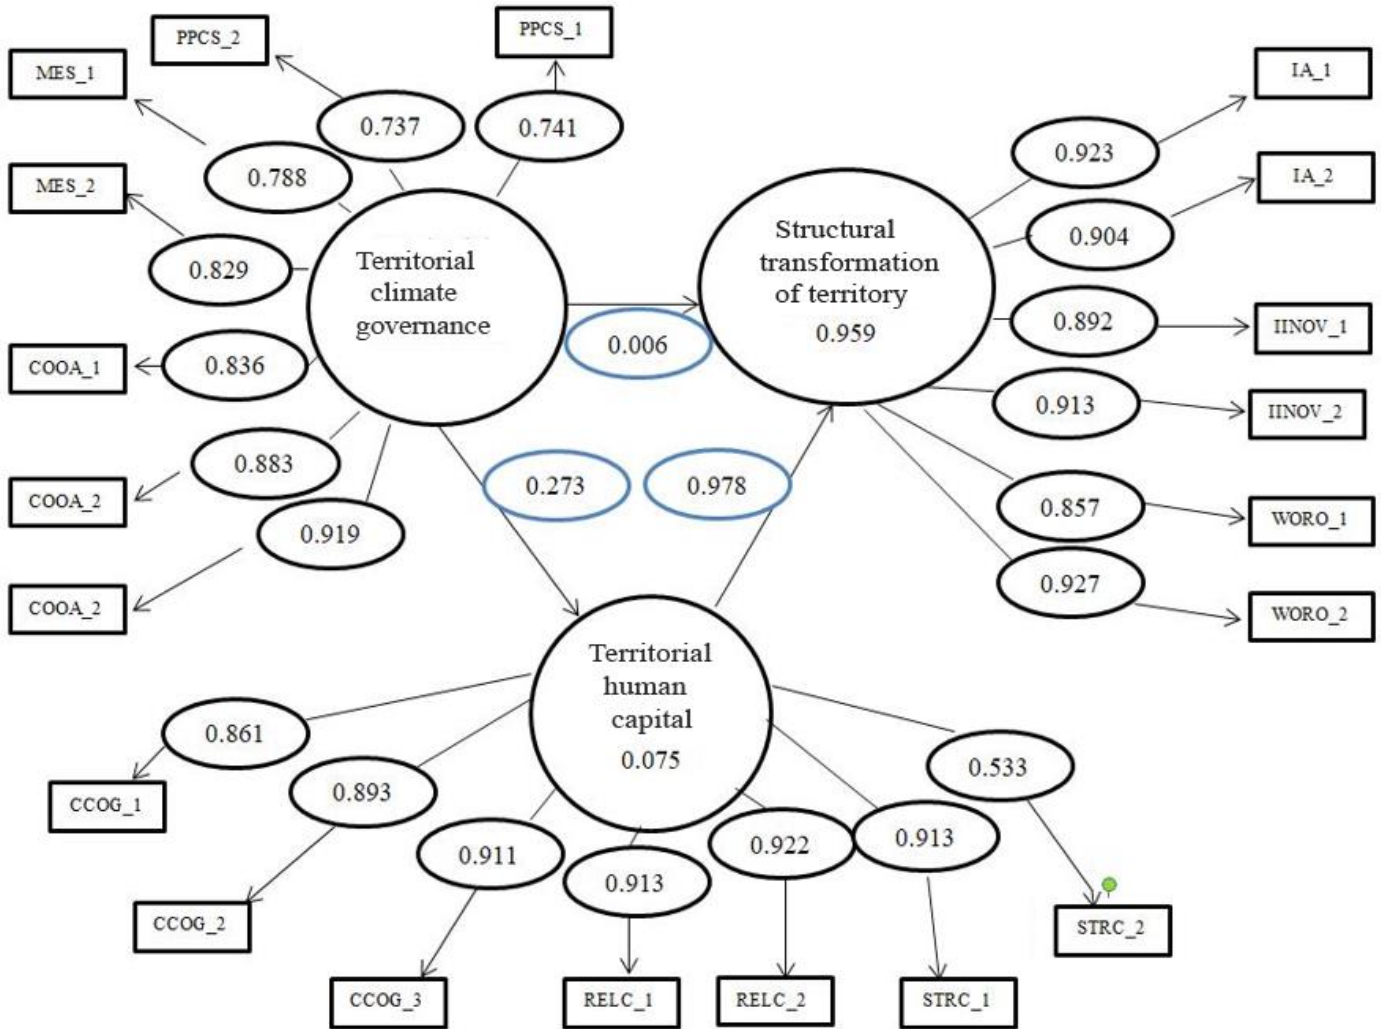 PPCS_2
PPCS_1
MES_1
IA_1
0.737
0.741
0.923
0.788
MES_2
IA_2
0.904
0.829
Territorial
climate
governance
Structural
transformation
of territory
0.959
0.006
0.892
IINOV_1
COOA_1
0.836
0.913
IINOV_2
0.883
COOA_2
0.273
0.978
0.857
WORO_1
0.919
0.927
COOA_2
WORO_2
Territorial
human
capital
0.075
0.861
0.533
CCOG_1
0.893
0.911
0.913
0.922
0.913
CCOG_2
STRC_2
CCOG_3
RELC_1
RELC_2
STRC_1